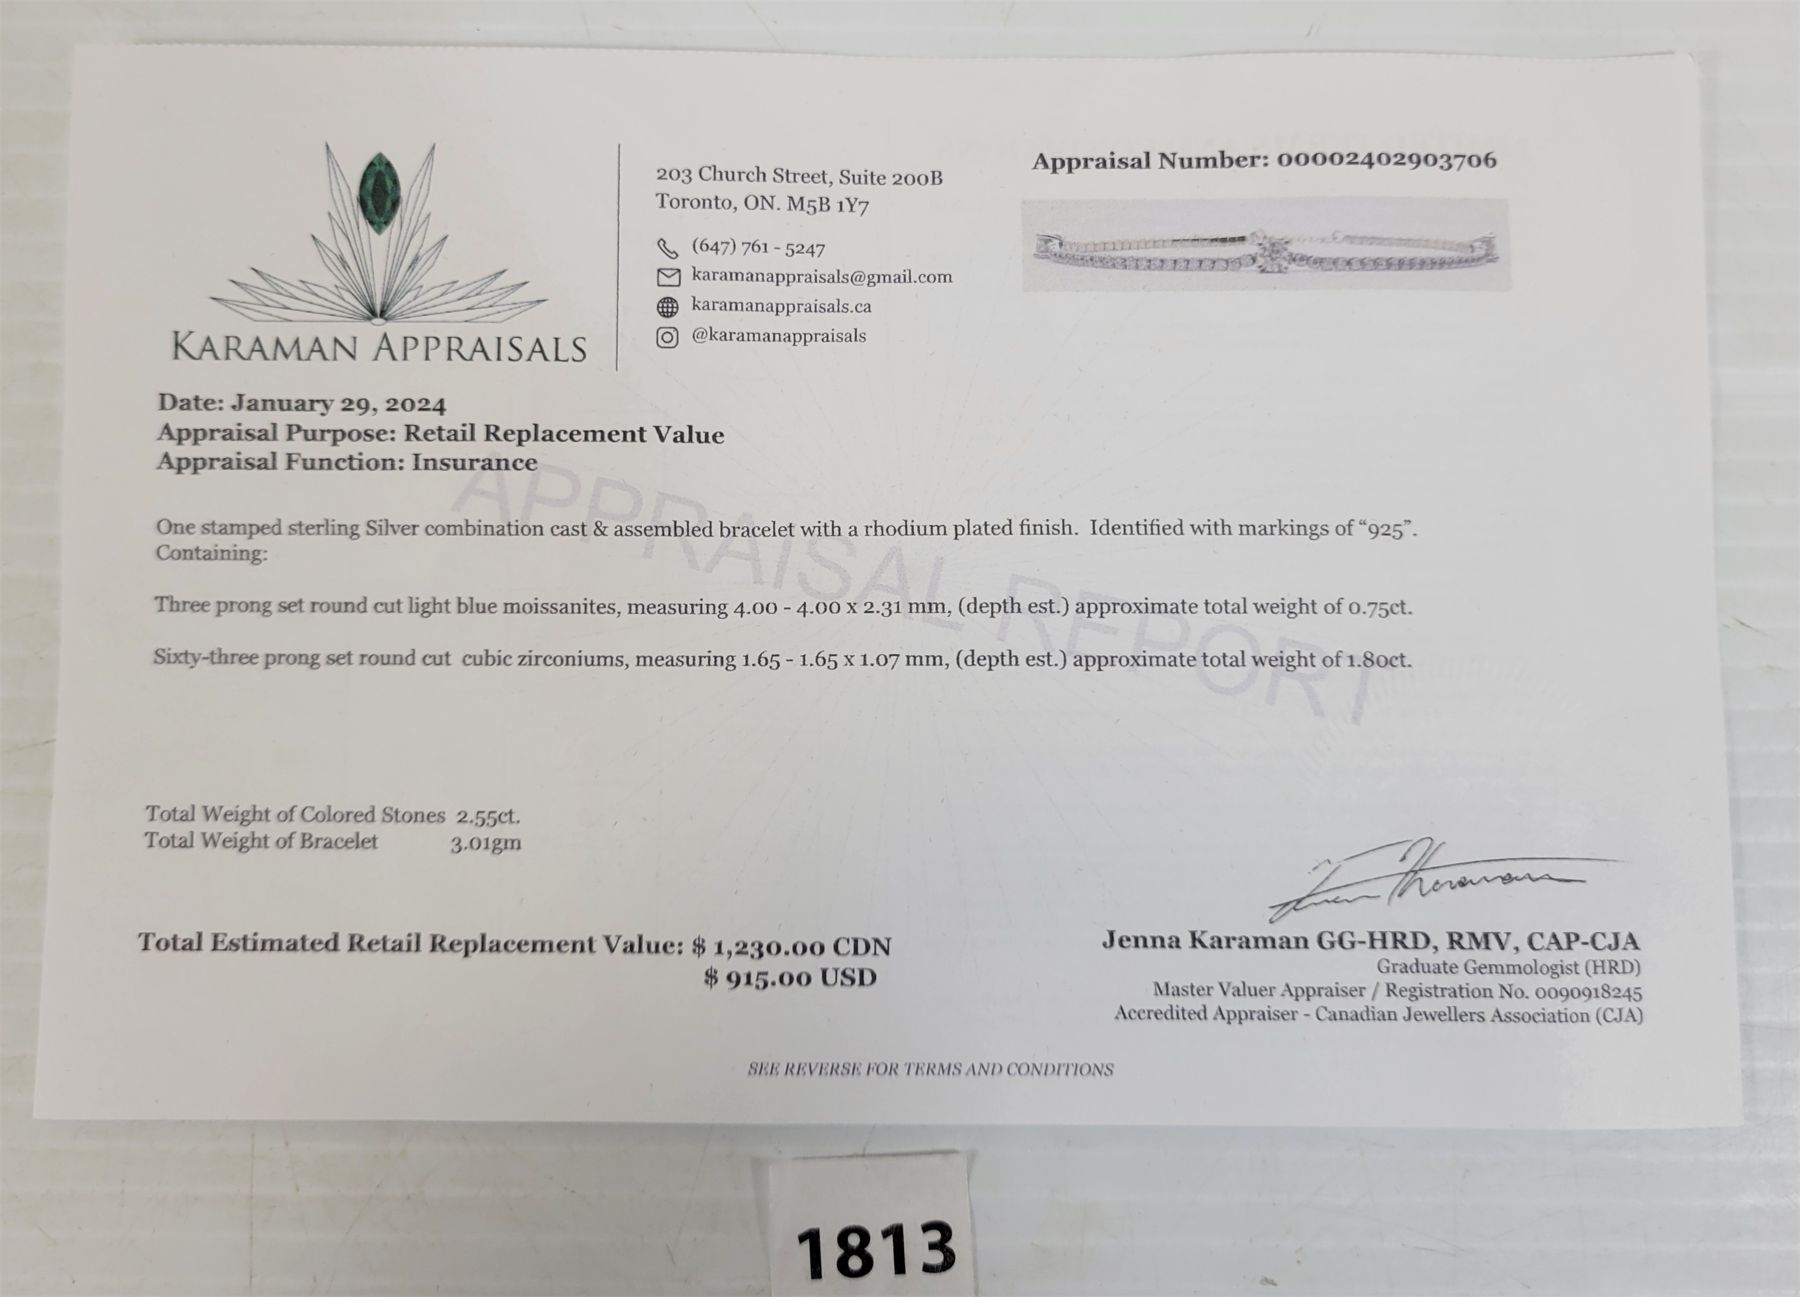 KARAMAN APPRAISALS
203 Church Street, Suite 200B
Toronto, ON. M5B 1Y7
(647) 761 - 5247
karamanappraisals@gmail.com
karamanappraisals.ca
@karamanappraisals
Appraisal Number: 00002402903706
Date: January 29, 2024
Appraisal Purpose: Retail Replacement Value
Appraisal Function: Insurance
APPRAISAL REPORT
One stamped sterling Silver combination cast & assembled bracelet with a rhodium plated finish. Identified with markings of “925”.
Containing:
Three prong set round cut light blue moissanites, measuring 4.00 - 4.00 x 2.31 mm, (depth est.) approximate total weight of 0.75ct.
Sixty-three prong set round cut cubic zirconiums, measuring 1.65 - 1.65 x 1.07 mm, (depth est.) approximate total weight of 1.80ct.
Total Weight of Colored Stones 2.55ct.
Total Weight of Bracelet 3.01gm
Total Estimated Retail Replacement Value: $ 1,230.00 CDN
$ 915.00 USD
Jenna Karaman GG-HRD, RMV, CAP-CJA
Graduate Gemmologist (HRD)
Master Valuer Appraiser / Registration No. 0090918245
Accredited Appraiser - Canadian Jewellers Association (CJA)
SEE REVERSE FOR TERMS AND CONDITIONS
1813